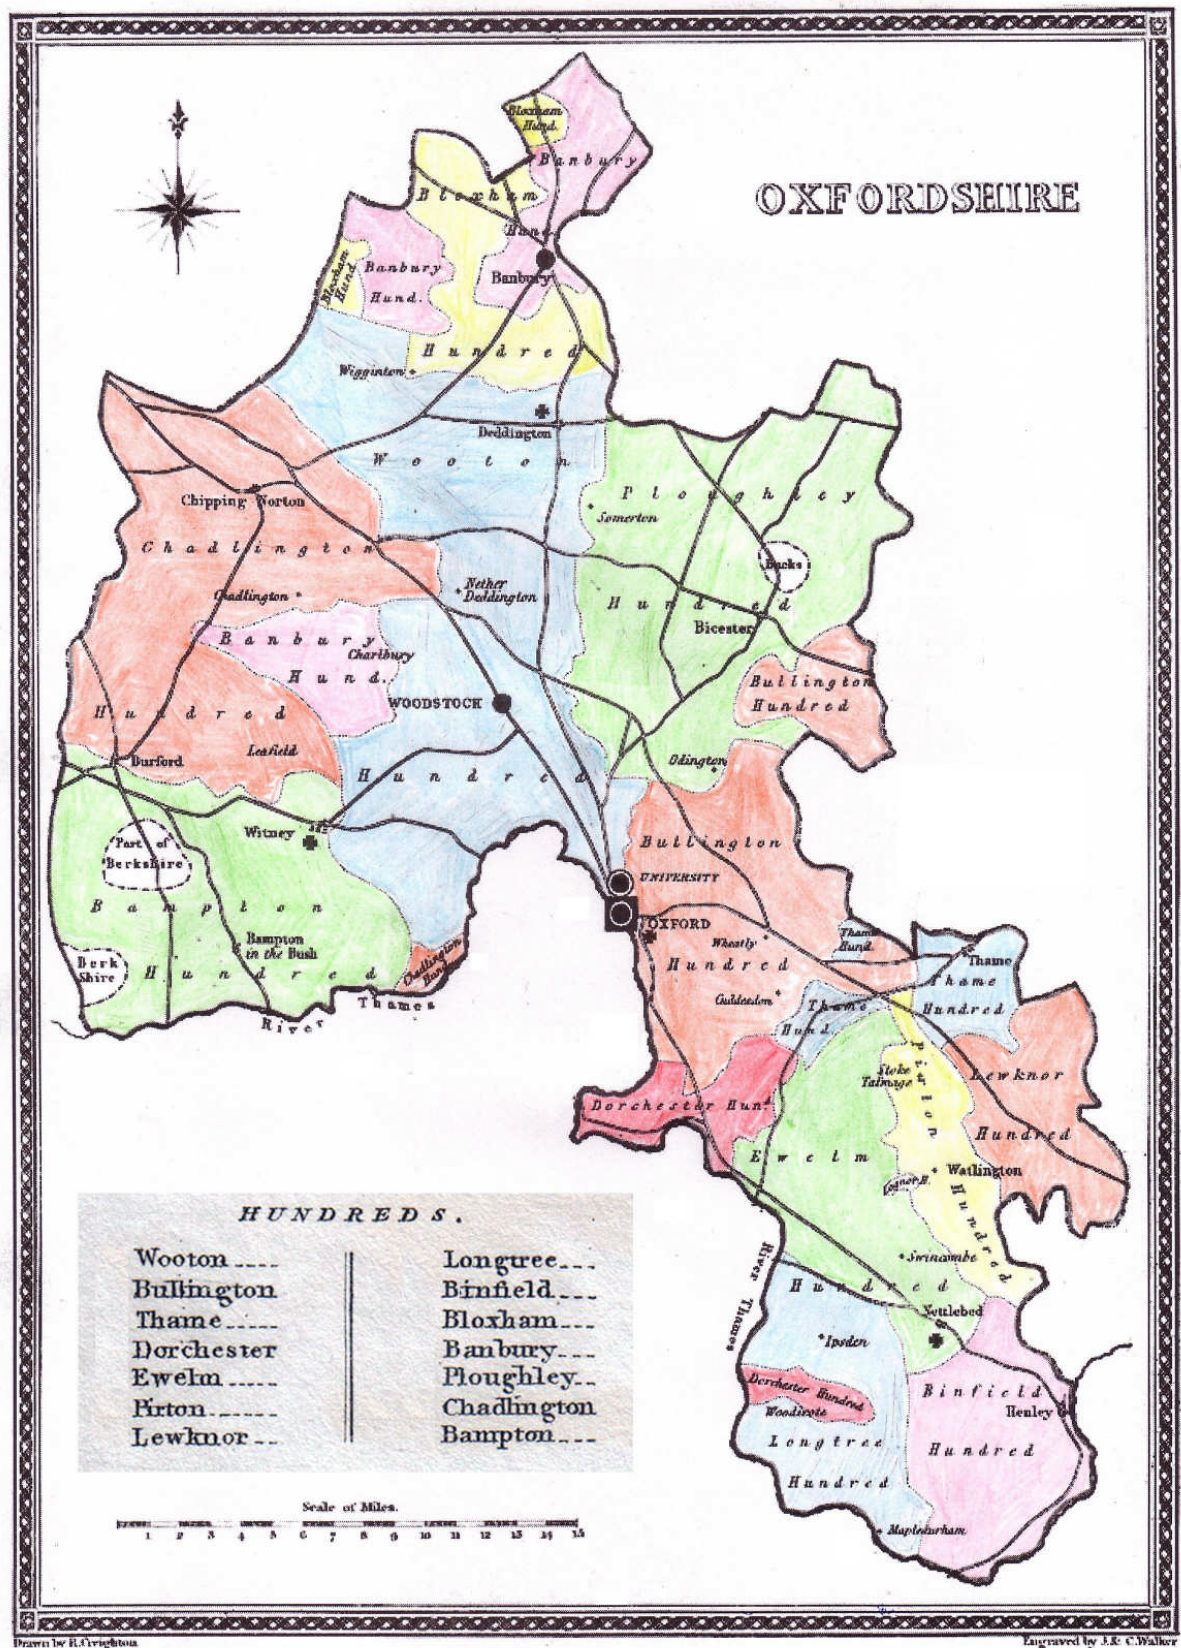 OXFORDSHIRE
Bloxham
Hund.
Banbury
Bloxham
Hund.
Banbury
Bloxham
Hund
Banbury
Hund.
Hundred
Wigginton
Deddington
Wooton
Ploughley
Somerton
Chipping Norton
Chadlington
Bucks
Nether
Deddington
Chadlington
Hundred
Bicester
Banbury
Charlbury
Hund.
Bullington
Hundred
WOODSTOCK
Hundred
Leafield
Burford
Odington
Hundred
Witney
Part of
Berkshire
Bullington
UNIVERSITY
OXFORD
Bampton
Bampton
in the Bush
Berk
Shire
Hundred
Chadlington
Hund
River Thames
Wheatly
Thame
Hund.
Hundred
Thame
Thame
Hundred
Cuddesdon
Thame
Hund.
Pirton
Hundred
Stoke
Talmage
Lewknor
Hundred
Dorchester Hund.
Ewelm
Watlington
Swincombe
River Thames
Hundred
Nettlebed
Ipsden
Dorchester Hundred
Woodcote
Binfield
Henley
Longtree
Hundred
Hundred
Mapledurham
HUNDREDS.
Wooton
Bullington
Thame
Dorchester
Ewelm
Pirton
Lewknor
Longtree
Binfield
Bloxham
Banbury
Ploughley
Chadlington
Bampton
Scale of Miles.
1 2 3 4 5 6 7 8 9 10 11 12 13 14 15
Drawn by R. Creighton
Engraved by J. & C. Walker